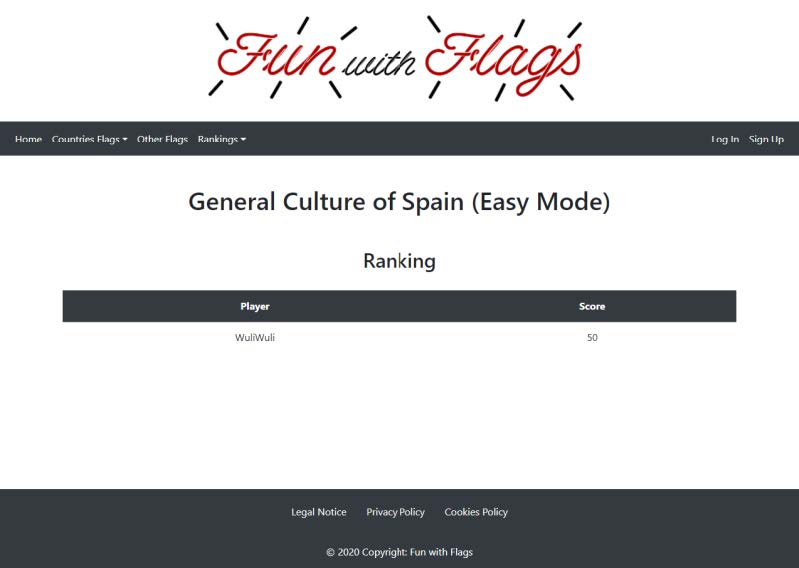 Fun with Flags
Home Countries Flags Other Flags Rankings Log In Sign Up
General Culture of Spain (Easy Mode)
Ranking
Player Score
WuliWuli 50
Legal Notice Privacy Policy Cookies Policy
© 2020 Copyright: Fun with Flags